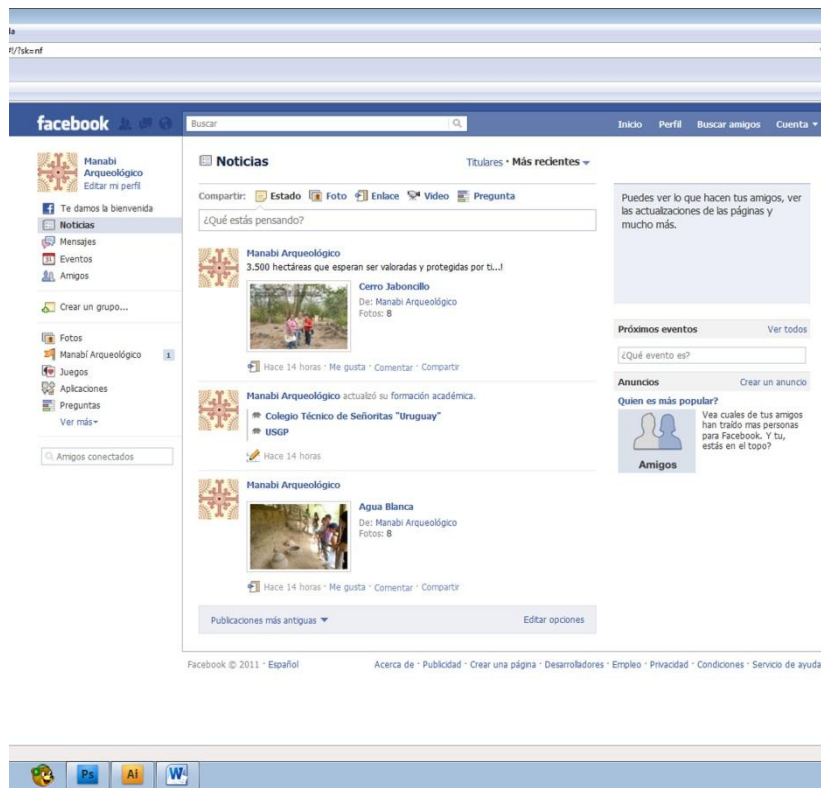 #!/?sk=nf
facebook
Buscar
Inicio Perfil Buscar amigos Cuenta
Manabi
Arqueológico
Editar mi perfil
Te damos la bienvenida
Noticias
Mensajes
Eventos
Amigos
Crear un grupo...
Fotos
Manabí Arqueológico 1
Juegos
Aplicaciones
Preguntas
Ver más
Amigos conectados
Noticias
Titulares · Más recientes
Compartir: Estado Foto Enlace Video Pregunta
¿Qué estás pensando?
Manabi Arqueológico
3.500 hectáreas que esperan ser valoradas y protegidas por ti...!
Cerro Jaboncillo
De: Manabi Arqueológico
Fotos: 8
Hace 14 horas · Me gusta · Comentar · Compartir
Manabi Arqueológico actualizó su formación académica.
Colegio Técnico de Señoritas "Uruguay"
USGP
Hace 14 horas
Manabi Arqueológico
Agua Blanca
De: Manabi Arqueológico
Fotos: 8
Hace 14 horas · Me gusta · Comentar · Compartir
Publicaciones más antiguas
Editar opciones
Puedes ver lo que hacen tus amigos, ver
las actualizaciones de las páginas y
mucho más.
Próximos eventos Ver todos
¿Qué evento es?
Anuncios Crear un anuncio
Quien es más popular?
Vea cuales de tus amigos
han traído mas personas
para Facebook. Y tu,
estás en el topo?
Amigos
Facebook © 2011 · Español
Acerca de · Publicidad · Crear una página · Desarrolladores · Empleo · Privacidad · Condiciones · Servicio de ayuda
Ps
Ai
W